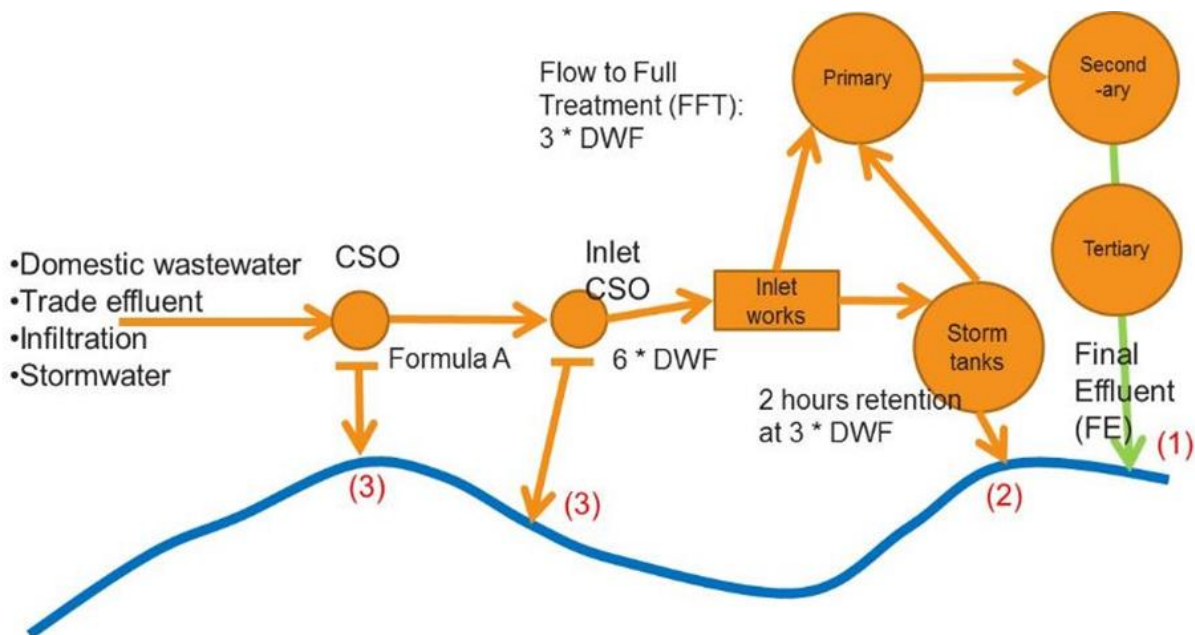 •Domestic wastewater
•Trade effluent
•Infiltration
•Stormwater
CSO
Formula A
(3)
Inlet
CSO
6 * DWF
(3)
Inlet
works
Flow to Full
Treatment (FFT):
3 * DWF
Primary
Second
-ary
Tertiary
Storm
tanks
2 hours retention
at 3 * DWF
(2)
Final
Effluent
(FE)
(1)